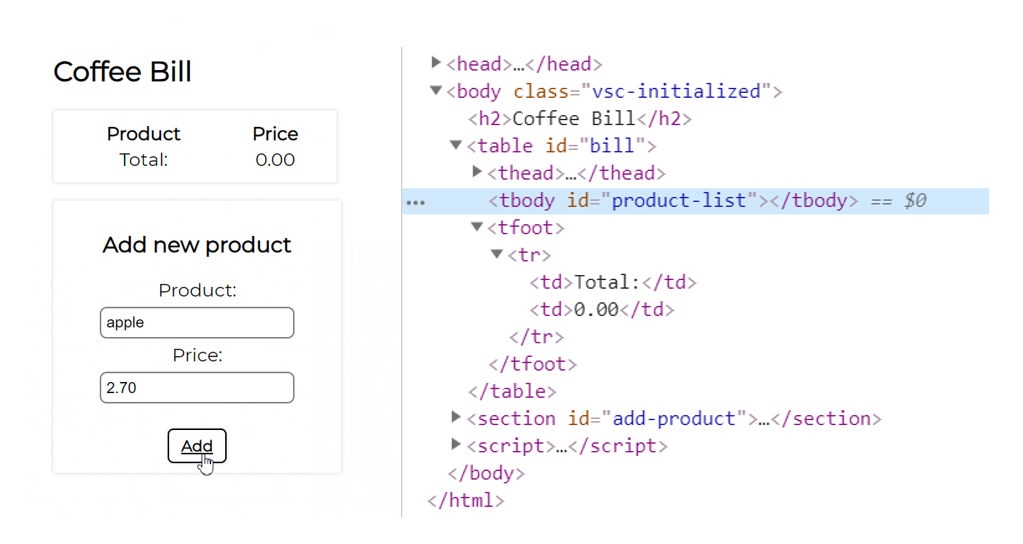 Coffee Bill
Product Price
Total: 0.00
Add new product
Product:
apple
Price:
2.70
Add
<head>…</head>
<body class="vsc-initialized">
<h2>Coffee Bill</h2>
<table id="bill">
<thead>…</thead>
… <tbody id="product-list"></tbody> == $0
<tfoot>
<tr>
<td>Total:</td>
<td>0.00</td>
</tr>
</tfoot>
</table>
<section id="add-product">…</section>
<script>…</script>
</body>
</html>